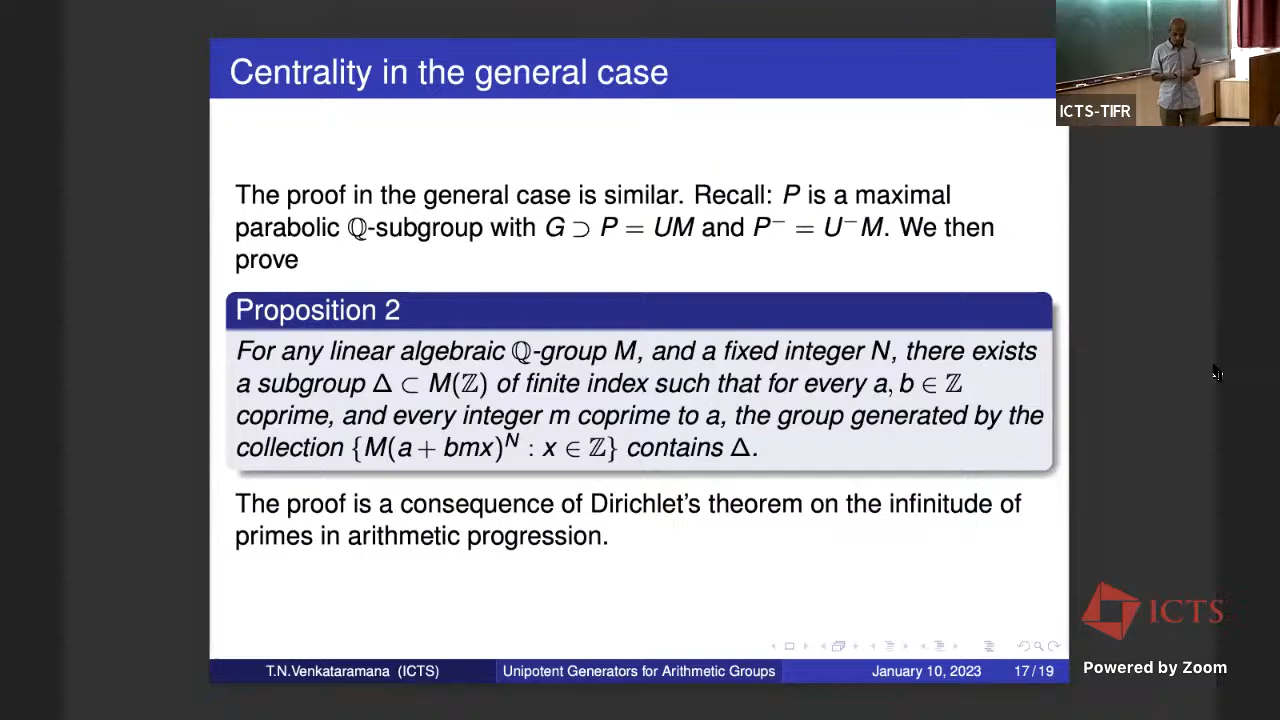 Centrality in the general case
ICTS-TIFR
The proof in the general case is similar. Recall: P is a maximal
parabolic ℚ-subgroup with G ⊃ P = UM and P⁻ = U⁻M. We then
prove
Proposition 2
For any linear algebraic ℚ-group M, and a fixed integer N, there exists
a subgroup Δ ⊂ M(ℤ) of finite index such that for every a, b ∈ ℤ
coprime, and every integer m coprime to a, the group generated by the
collection {M(a + bmx)ᴺ : x ∈ ℤ} contains Δ.
The proof is a consequence of Dirichlet's theorem on the infinitude of
primes in arithmetic progression.
ICTS
Powered by Zoom
T.N.Venkataramana (ICTS) Unipotent Generators for Arithmetic Groups January 10, 2023 17/19